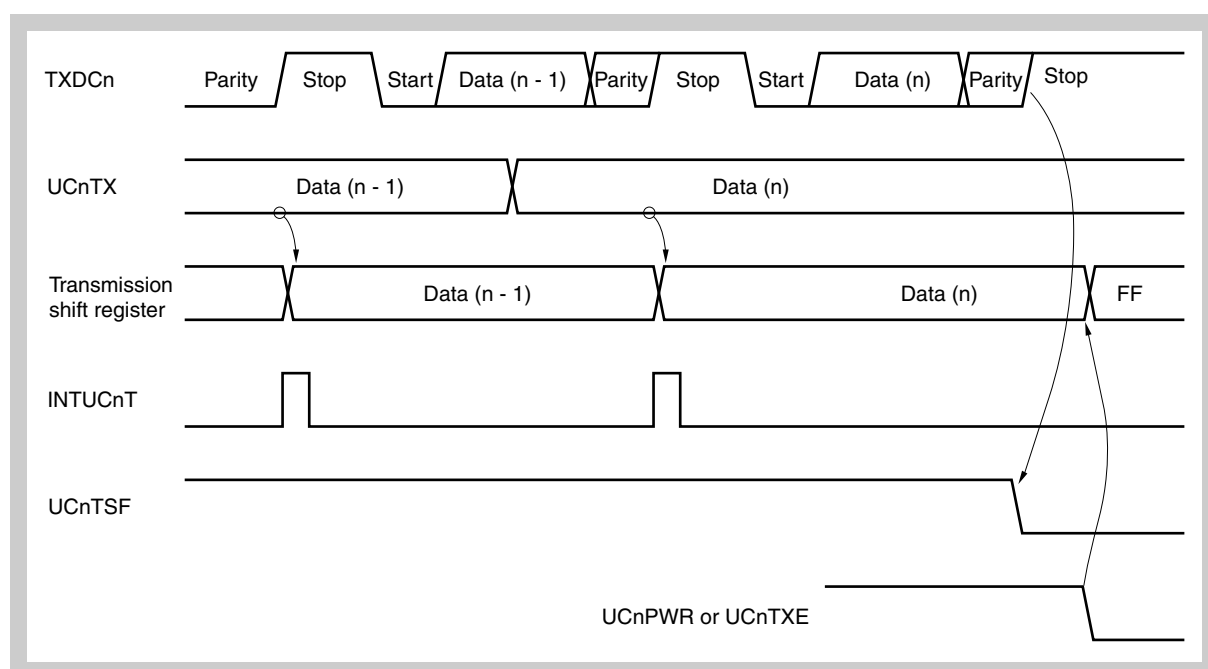 TXDCn
Parity Stop Start Data (n - 1) Parity Stop Start Data (n) Parity Stop
UCnTX
Data (n - 1) Data (n)
Transmission
shift register
Data (n - 1) Data (n) FF
INTUCnT
UCnTSF
UCnPWR or UCnTXE